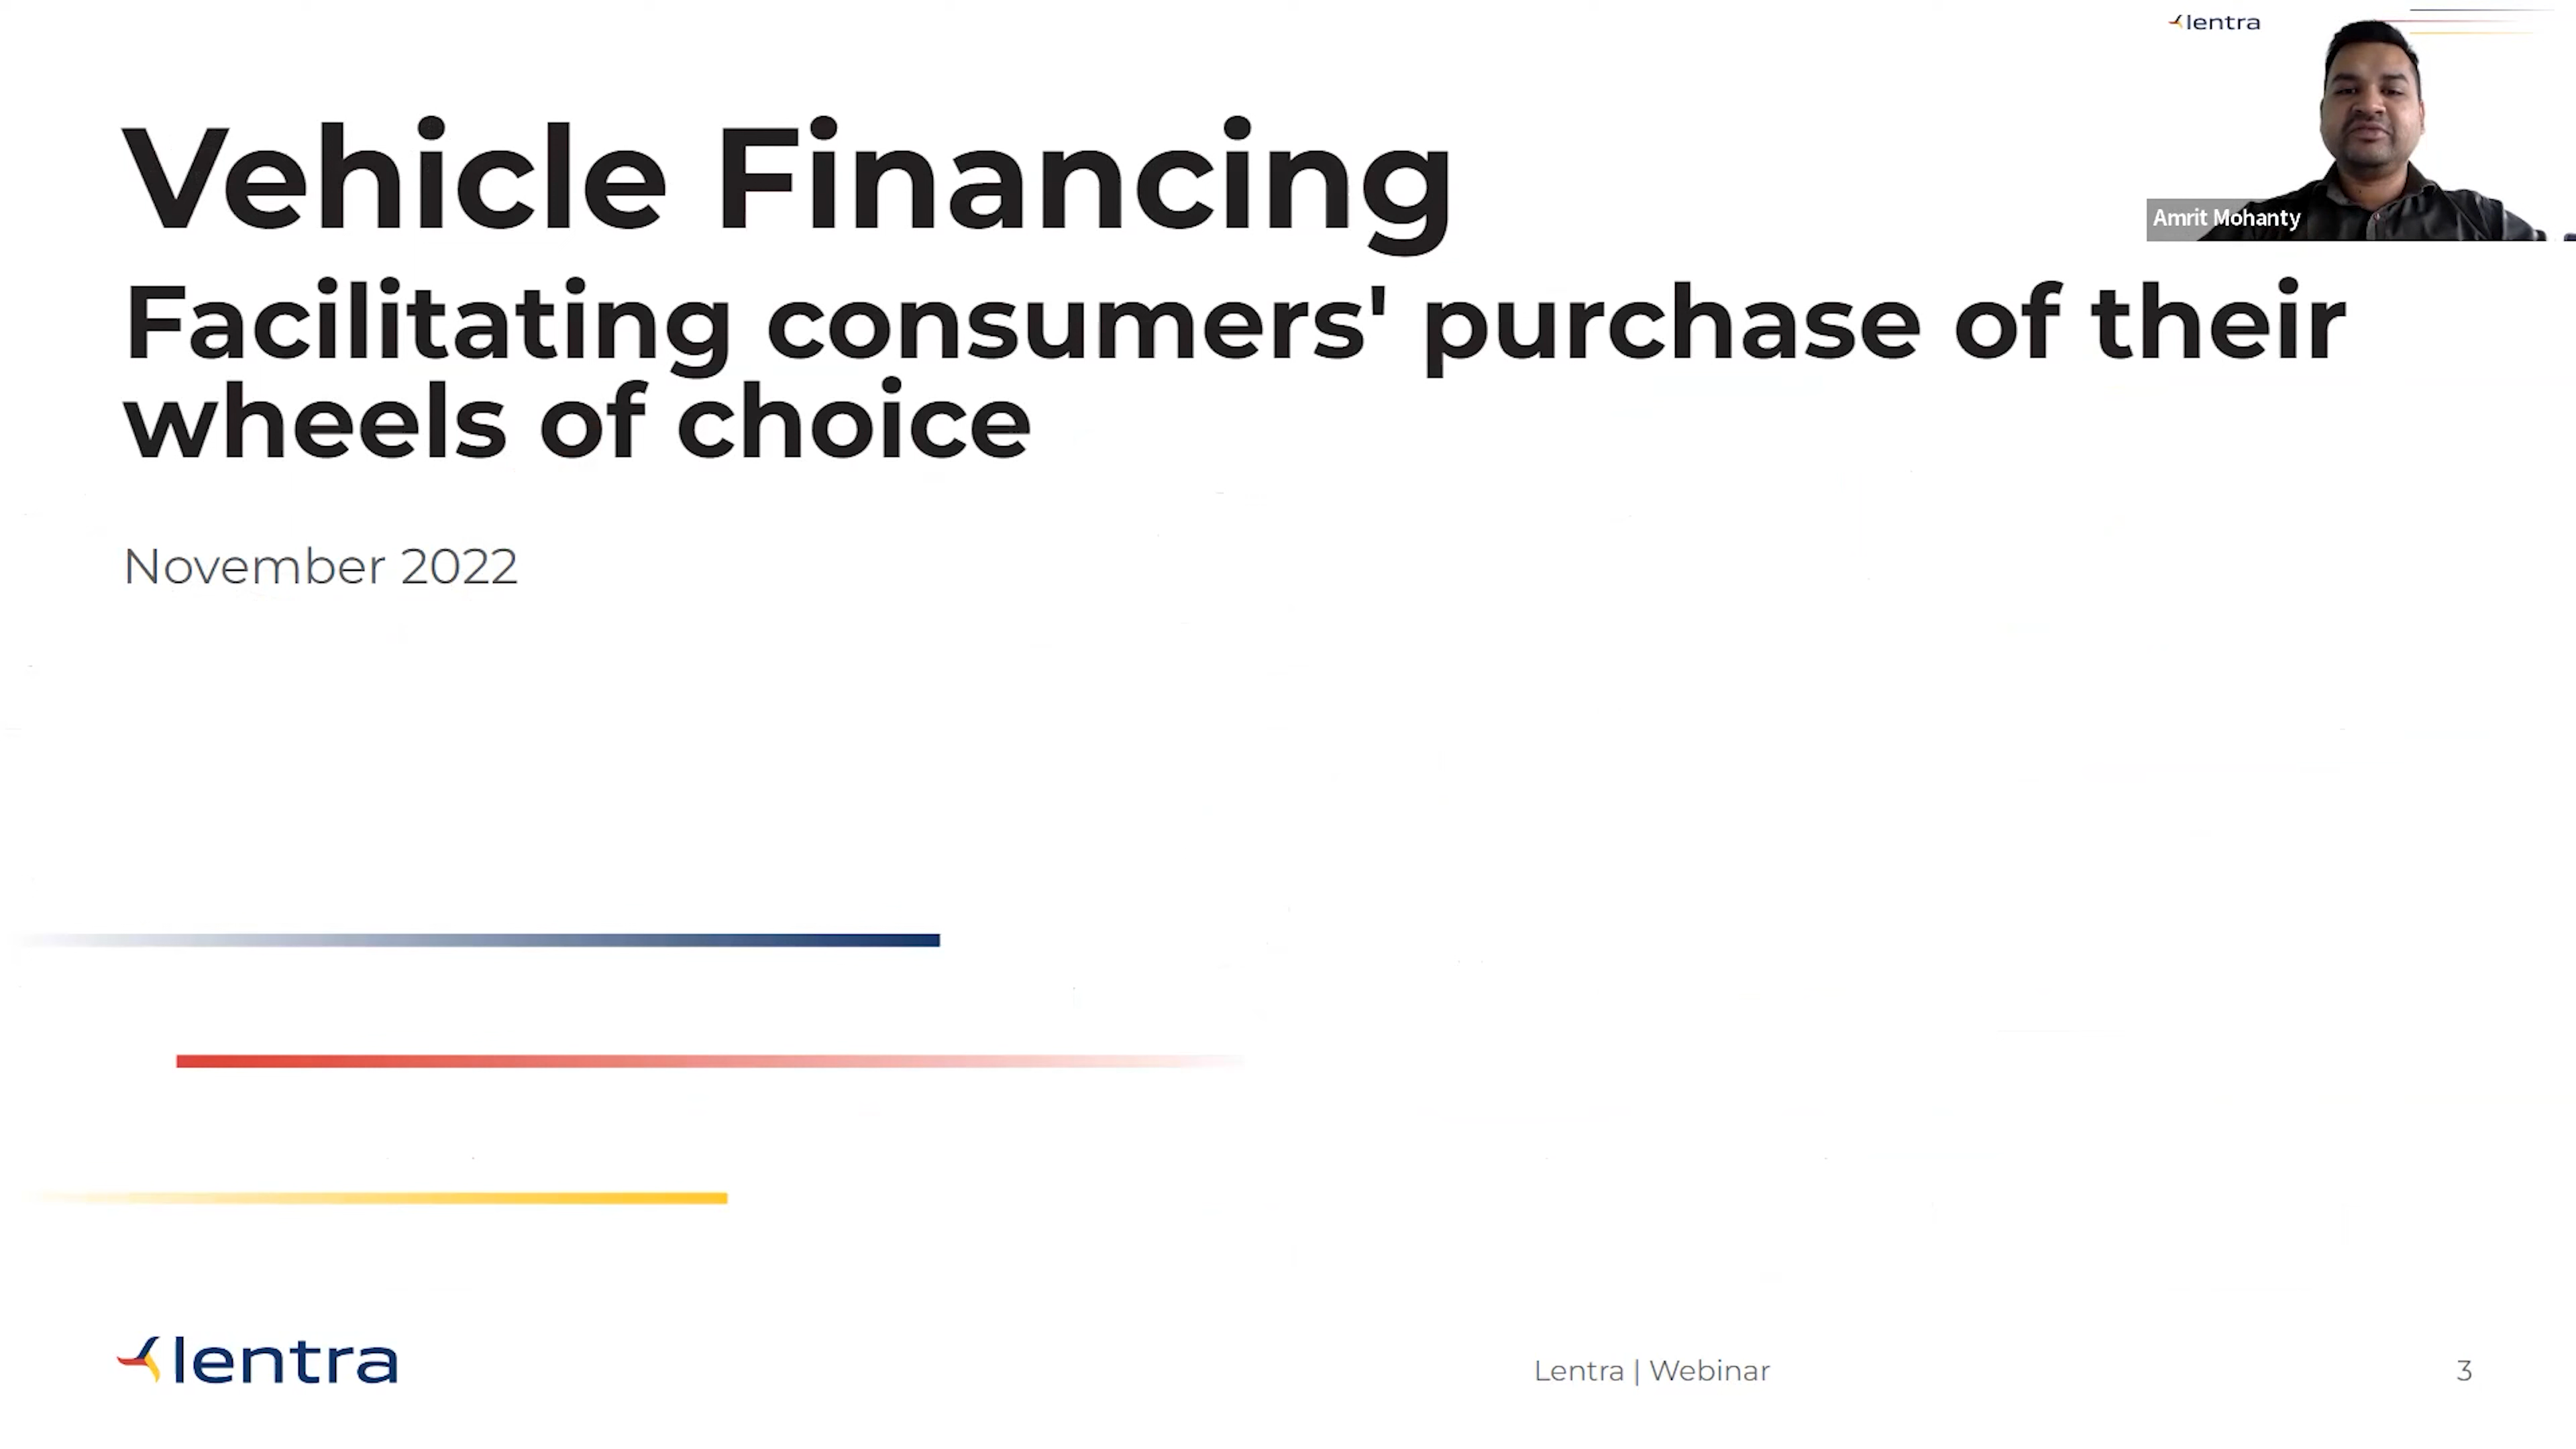 lentra
Vehicle Financing
Amrit Mohanty
Facilitating consumers' purchase of their
wheels of choice
November 2022
lentra
Lentra | Webinar
3